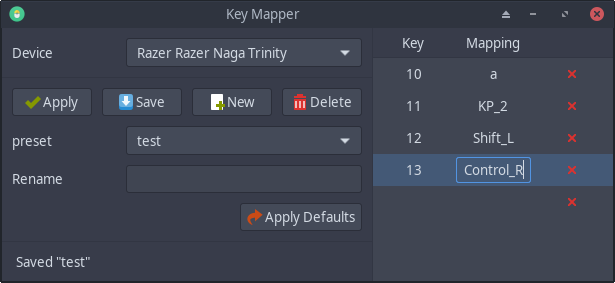 Key Mapper
Device
Razer Razer Naga Trinity
Apply
Save
New
Delete
preset
test
Rename
Apply Defaults
Saved "test"
Key Mapping
10 a
11 KP_2
12 Shift_L
13 Control_R